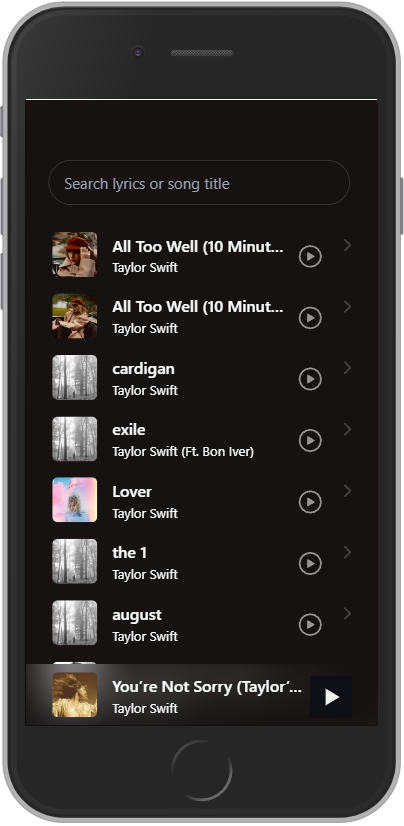 Search lyrics or song title
All Too Well (10 Minut...
Taylor Swift
All Too Well (10 Minut...
Taylor Swift
cardigan
Taylor Swift
exile
Taylor Swift (Ft. Bon Iver)
Lover
Taylor Swift
the 1
Taylor Swift
august
Taylor Swift
You’re Not Sorry (Taylor’...
Taylor Swift